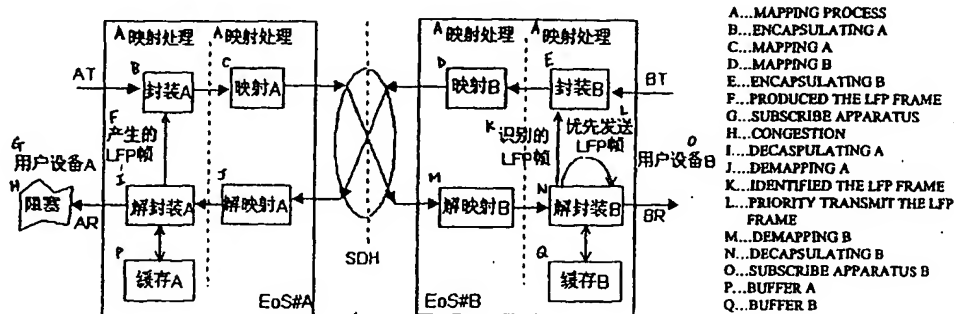 A映射处理
A映射处理
AT
B
封装A
C
映射A
F
产生的
LFP帧
G
用户设备A
H
阻塞
AR
I
解封装A
J
解映射A
P
缓存A
EoS#A
SDH
A映射处理
A映射处理
D
映射B
E
封装B
BT
L
K
识别的
LFP帧
优先发送
LFP帧
O
用户设备B
M
解映射B
N
解封装B
BR
Q
缓存B
EoS#B
A...MAPPING PROCESS
B...ENCAPSULATING A
C...MAPPING A
D...MAPPING B
E...ENCAPSULATING B
F...PRODUCED THE LFP FRAME
G...SUBSCRIBE APPARATUS
H...CONGESTION
I...DECASPULATING A
J...DEMAPPING A
K...IDENTIFIED THE LFP FRAME
L...PRIORITY TRANSMIT THE LFP
FRAME
M...DEMAPPING B
N...DECAPSULATING B
O...SUBSCRIBE APPARATUS B
P...BUFFER A
Q...BUFFER B